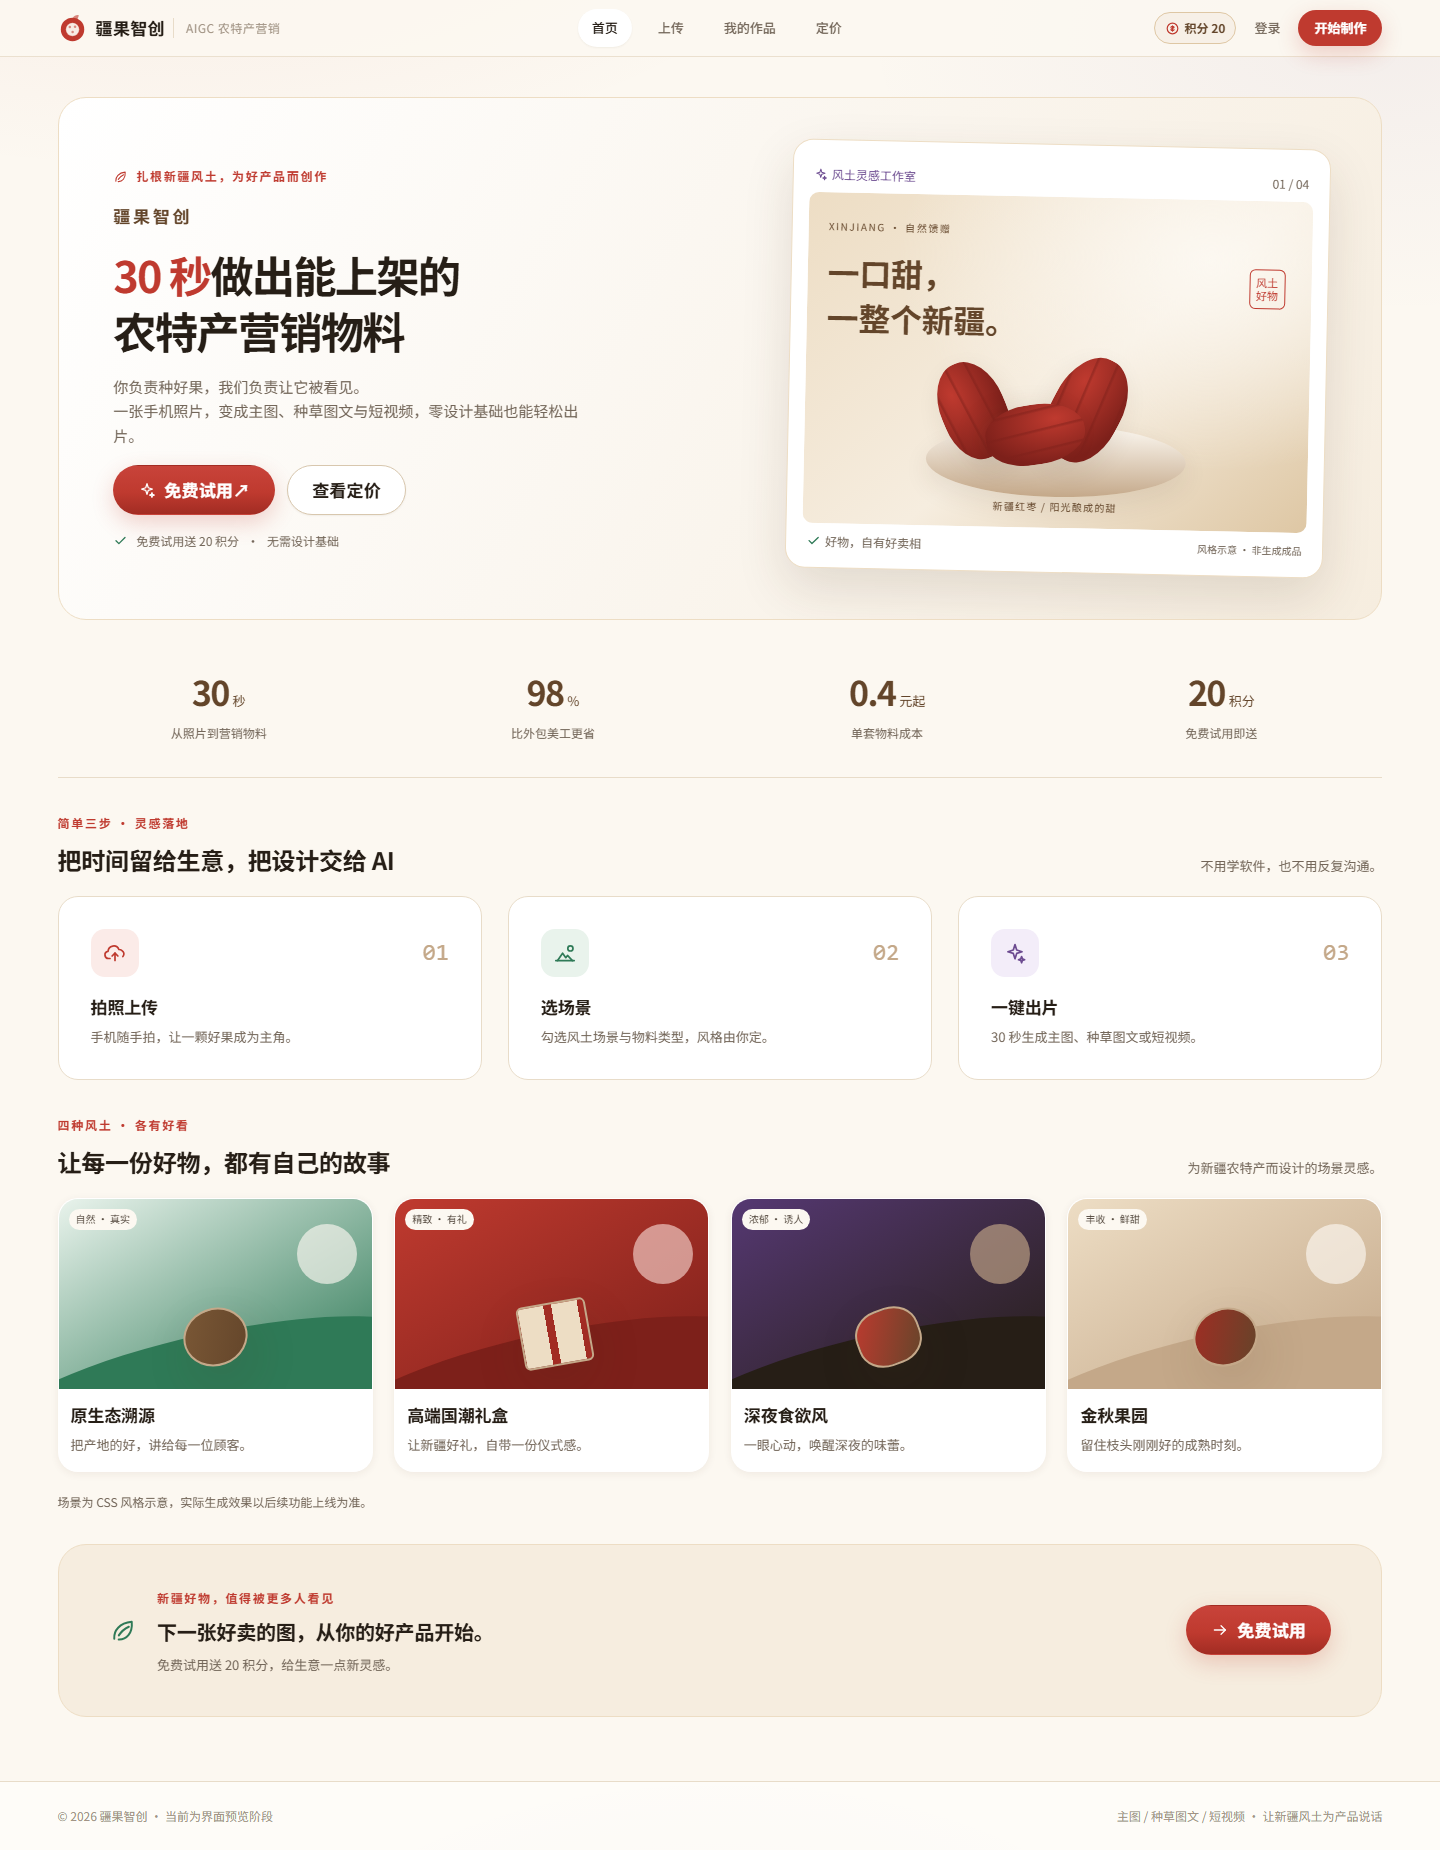 疆果智创
AIGC 农特产营销
首页
上传
我的作品
定价
积分 20
登录
开始制作
扎根新疆风土，为好产品而创作
疆果智创
30 秒做出能上架的
农特产营销物料
你负责种好果，我们负责让它被看见。
一张手机照片，变成主图、种草图文与短视频，零设计基础也能轻松出
片。
免费试用↗
查看定价
免费试用送 20 积分 · 无需设计基础
风土灵感工作室
01 / 04
XINJIANG · 自然馈赠
一口甜，
一整个新疆。
风土
好物
新疆红枣 / 阳光酿成的甜
好物，自有好卖相
风格示意 · 非生成成品
30 秒
从照片到营销物料
98 %
比外包美工更省
0.4 元起
单套物料成本
20 积分
免费试用即送
简单三步 · 灵感落地
把时间留给生意，把设计交给 AI
不用学软件，也不用反复沟通。
01
拍照上传
手机随手拍，让一颗好果成为主角。
02
选场景
勾选风土场景与物料类型，风格由你定。
03
一键出片
30 秒生成主图、种草图文或短视频。
四种风土 · 各有好看
让每一份好物，都有自己的故事
为新疆农特产而设计的场景灵感。
自然 · 真实
原生态溯源
把产地的好，讲给每一位顾客。
精致 · 有礼
高端国潮礼盒
让新疆好礼，自带一份仪式感。
浓郁 · 诱人
深夜食欲风
一眼心动，唤醒深夜的味蕾。
丰收 · 鲜甜
金秋果园
留住枝头刚刚好的成熟时刻。
场景为 CSS 风格示意，实际生成效果以后续功能上线为准。
新疆好物，值得被更多人看见
下一张好卖的图，从你的好产品开始。
免费试用送 20 积分，给生意一点新灵感。
免费试用
© 2026 疆果智创 · 当前为界面预览阶段
主图 / 种草图文 / 短视频 · 让新疆风土为产品说话